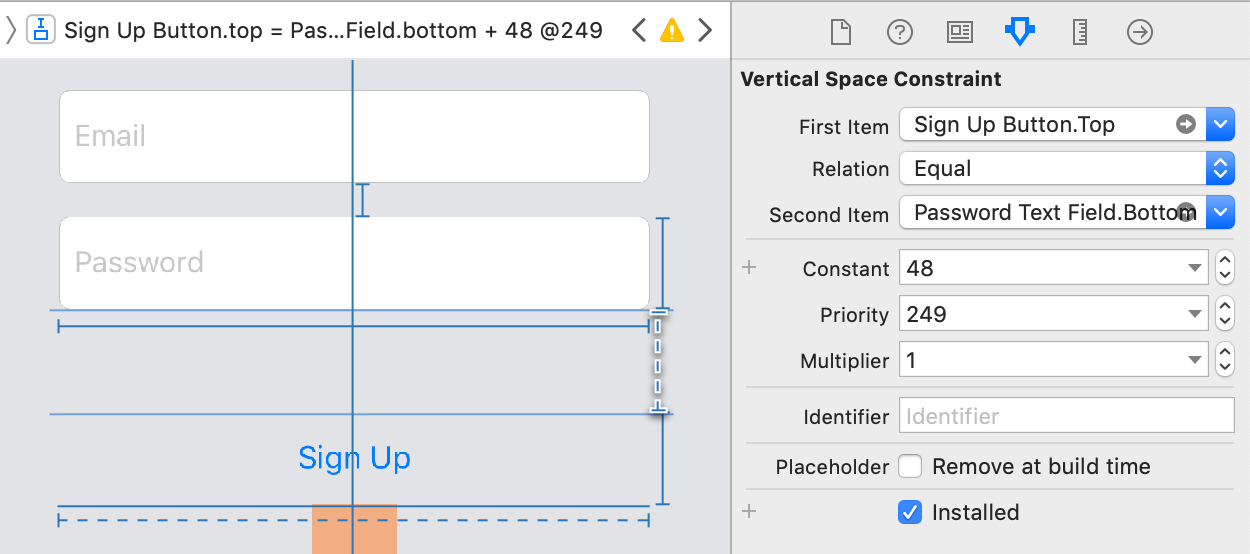 Sign Up Button.top = Pas...Field.bottom + 48 @249
Email
Password
Sign Up
Vertical Space Constraint
First Item Sign Up Button.Top
Relation Equal
Second Item Password Text Field.Bottom
Constant 48
Priority 249
Multiplier 1
Identifier Identifier
Placeholder Remove at build time
Installed